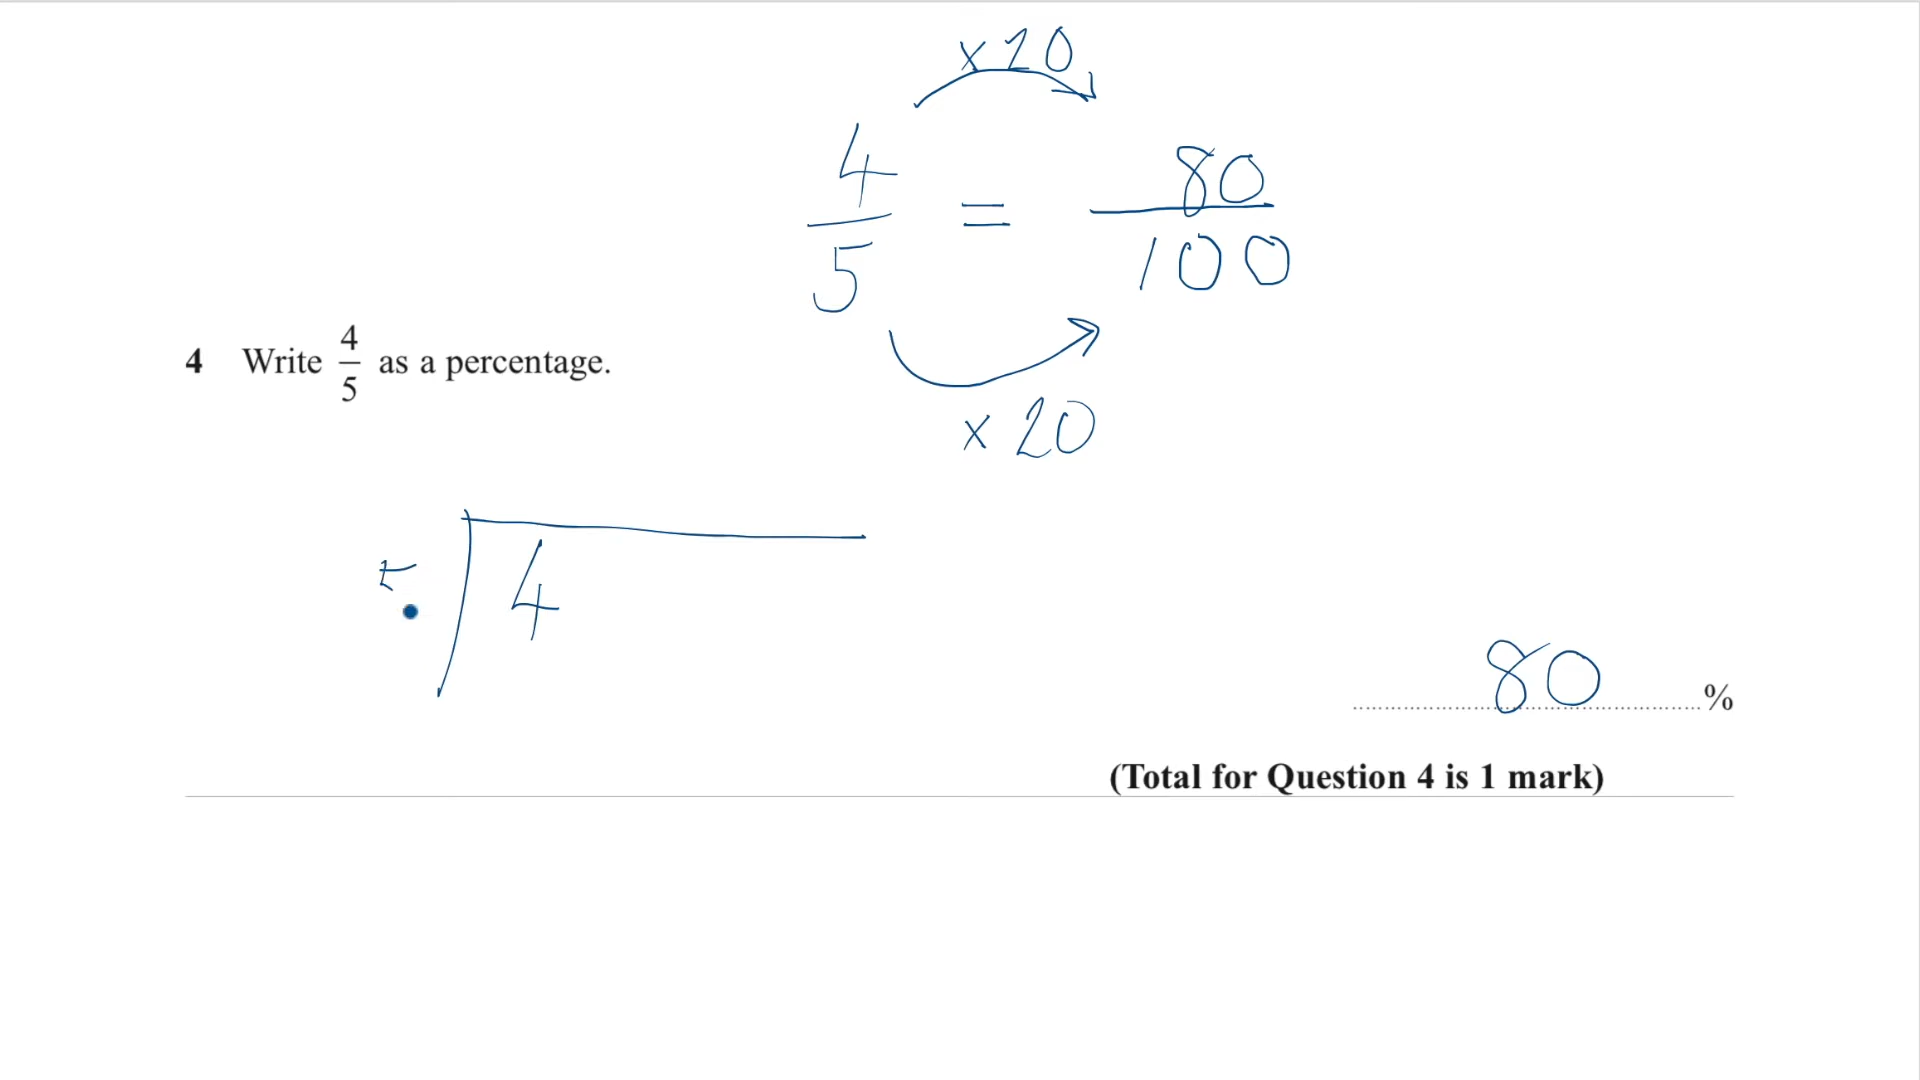 ×20
4/5 = 80/100
4 Write 4/5 as a percentage.
× 20
5 4
80 %
(Total for Question 4 is 1 mark)